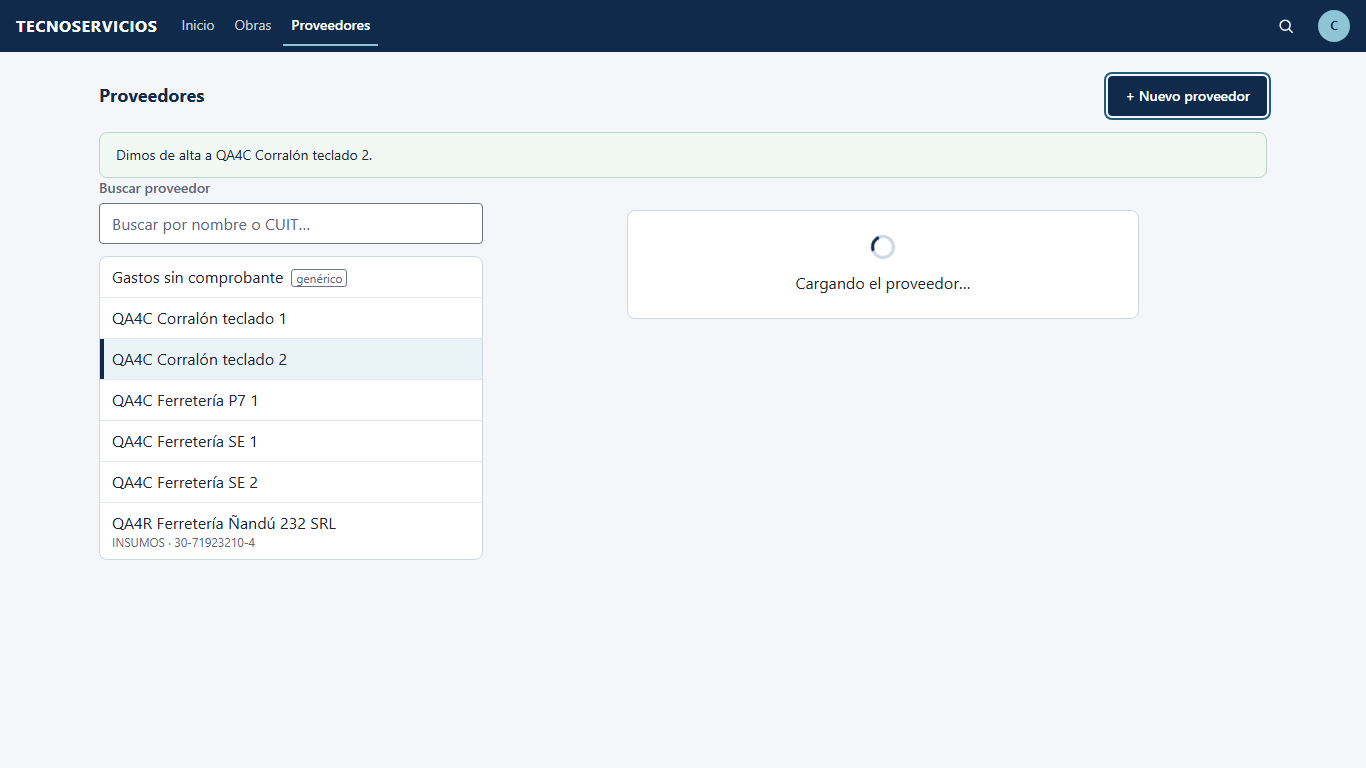 TECNOSERVICIOS Inicio Obras Proveedores C
Proveedores
+ Nuevo proveedor
Dimos de alta a QA4C Corralón teclado 2.
Buscar proveedor
Buscar por nombre o CUIT...
Gastos sin comprobante genérico
QA4C Corralón teclado 1
QA4C Corralón teclado 2
QA4C Ferretería P7 1
QA4C Ferretería SE 1
QA4C Ferretería SE 2
QA4R Ferretería Ñandú 232 SRL
INSUMOS · 30-71923210-4
Cargando el proveedor...